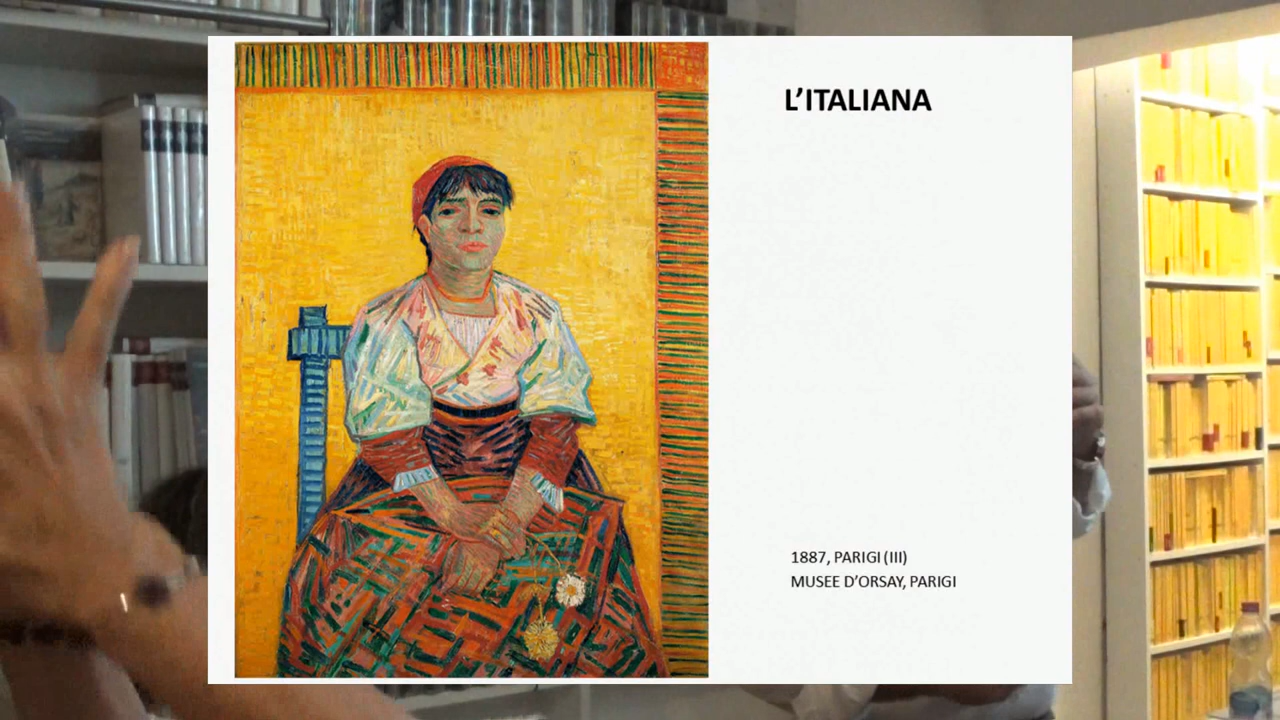 L’ITALIANA
1887, PARIGI (III)
MUSEE D’ORSAY, PARIGI